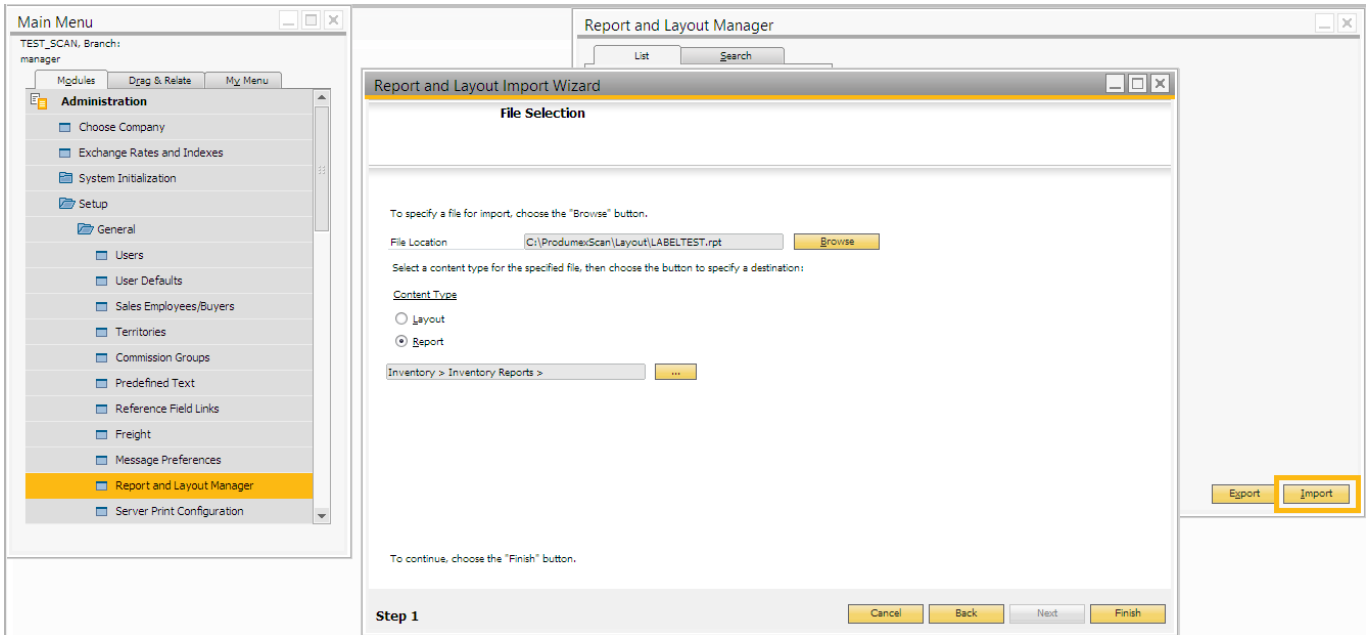 Main Menu
TEST_SCAN, Branch:
manager
Modules Drag & Relate My Menu
Administration
Choose Company
Exchange Rates and Indexes
System Initialization
Setup
General
Users
User Defaults
Sales Employees/Buyers
Territories
Commission Groups
Predefined Text
Reference Field Links
Freight
Message Preferences
Report and Layout Manager
Server Print Configuration
Report and Layout Manager
List Search
Report and Layout Import Wizard
File Selection
To specify a file for import, choose the "Browse" button.
File Location C:\ProdumexScan\Layout\LABELTEST.rpt Browse
Select a content type for the specified file, then choose the button to specify a destination:
Content Type
Layout
Report
Inventory > Inventory Reports > ...
To continue, choose the "Finish" button.
Step 1 Cancel Back Next Finish
Export Import